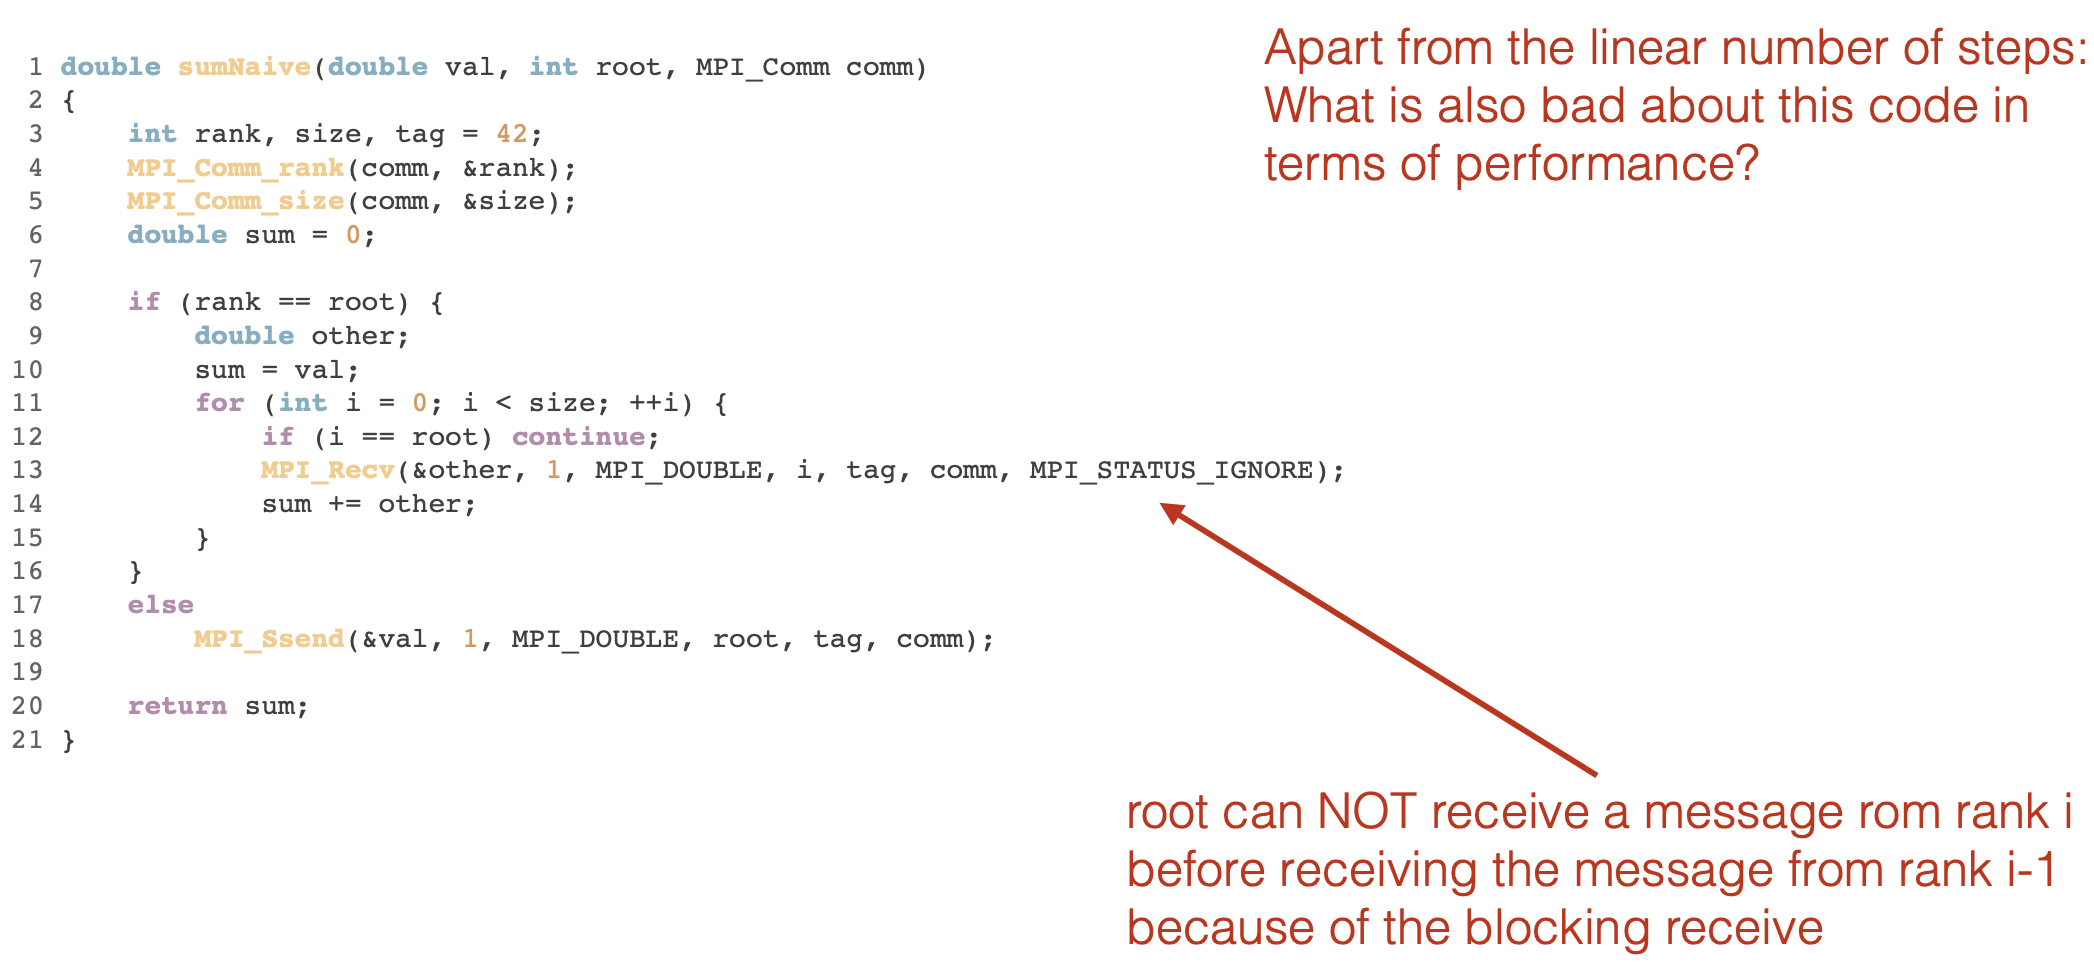 Apart from the linear number of steps:
What is also bad about this code in
terms of performance?
1 double sumNaive(double val, int root, MPI_Comm comm)
2 {
3     int rank, size, tag = 42;
4     MPI_Comm_rank(comm, &rank);
5     MPI_Comm_size(comm, &size);
6     double sum = 0;
7
8     if (rank == root) {
9         double other;
10         sum = val;
11         for (int i = 0; i < size; ++i) {
12             if (i == root) continue;
13             MPI_Recv(&other, 1, MPI_DOUBLE, i, tag, comm, MPI_STATUS_IGNORE);
14             sum += other;
15         }
16     }
17     else
18         MPI_Ssend(&val, 1, MPI_DOUBLE, root, tag, comm);
19
20     return sum;
21 }
root can NOT receive a message rom rank i
before receiving the message from rank i-1
because of the blocking receive